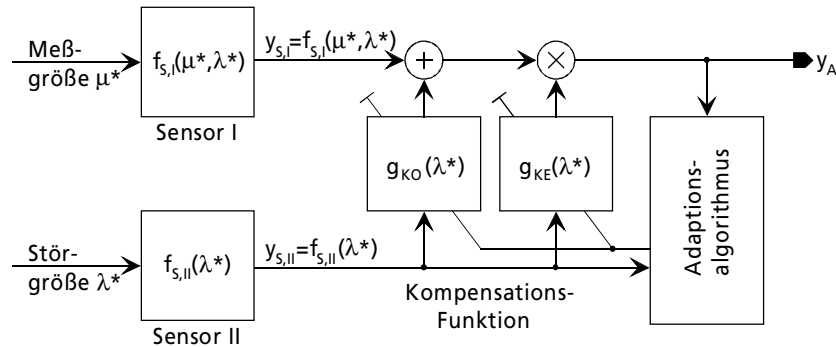 Meß-
größe μ*
f_S,I(μ*,λ*)
Sensor I
y_S,I=f_S,I(μ*,λ*)
+
×
y_A
g_KO(λ*)
g_KE(λ*)
Adaptions-
algorithmus
Stör-
größe λ*
f_S,II(λ*)
Sensor II
y_S,II=f_S,II(λ*)
Kompensations-
Funktion